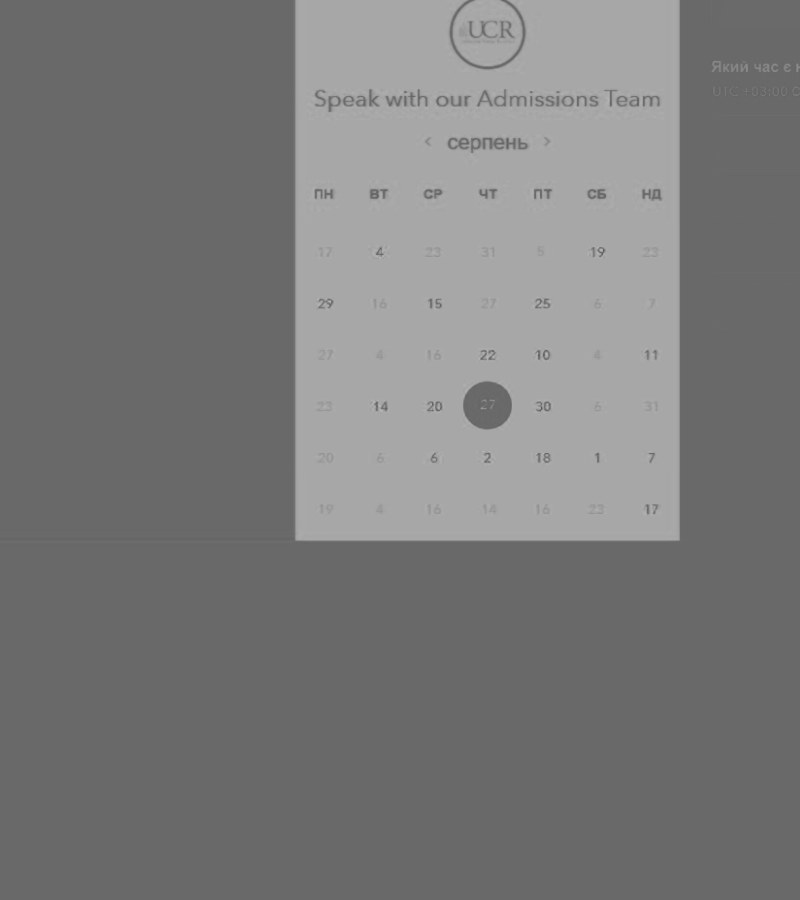 UCR
Speak with our Admissions Team
‹ серпень ›
ПН ВТ СР ЧТ ПТ СБ НД
17 4 23 31 5 19 23
29 16 15 27 25 6 7
27 4 16 22 10 4 11
23 14 20 27 30 6 31
20 6 6 2 18 1 7
19 4 16 14 16 23 17
Який час є
UTC +03:00